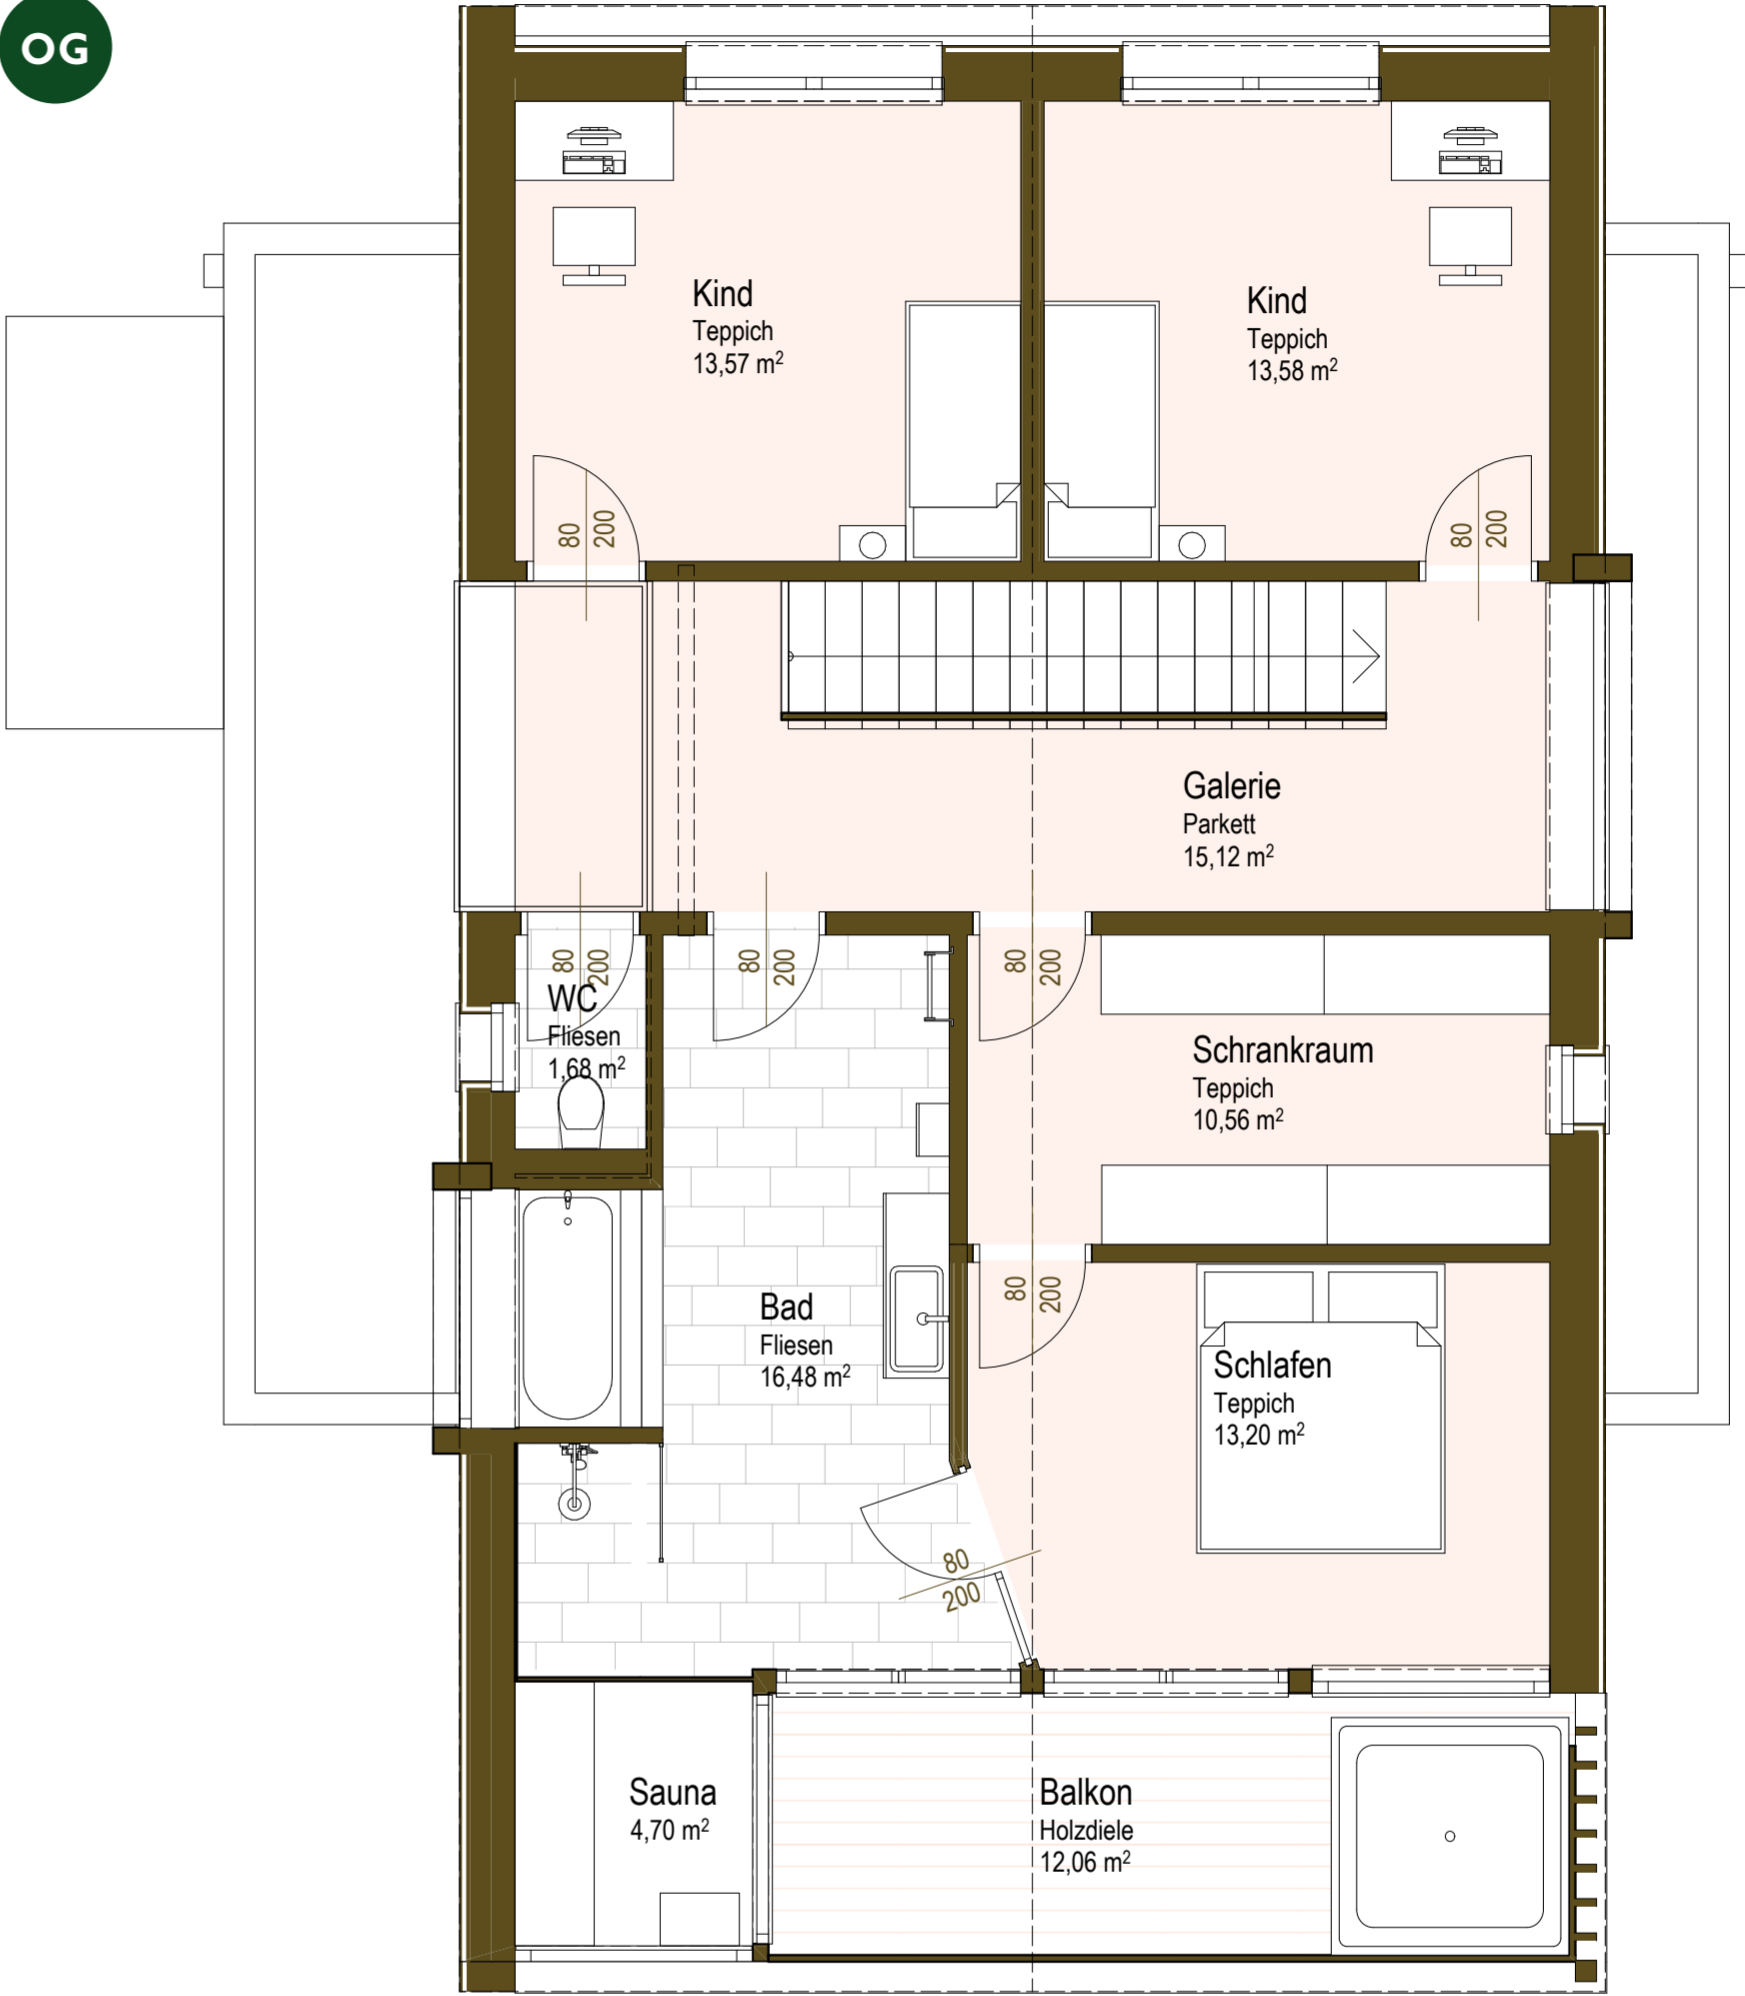 OG
Kind
Teppich
13,57 m²
Kind
Teppich
13,58 m²
80
200
80
200
Galerie
Parkett
15,12 m²
80
200
80
200
80
200
WC
Fliesen
1,68 m²
Schrankraum
Teppich
10,56 m²
80
200
Bad
Fliesen
16,48 m²
Schlafen
Teppich
13,20 m²
80
200
Sauna
4,70 m²
Balkon
Holzdiele
12,06 m²